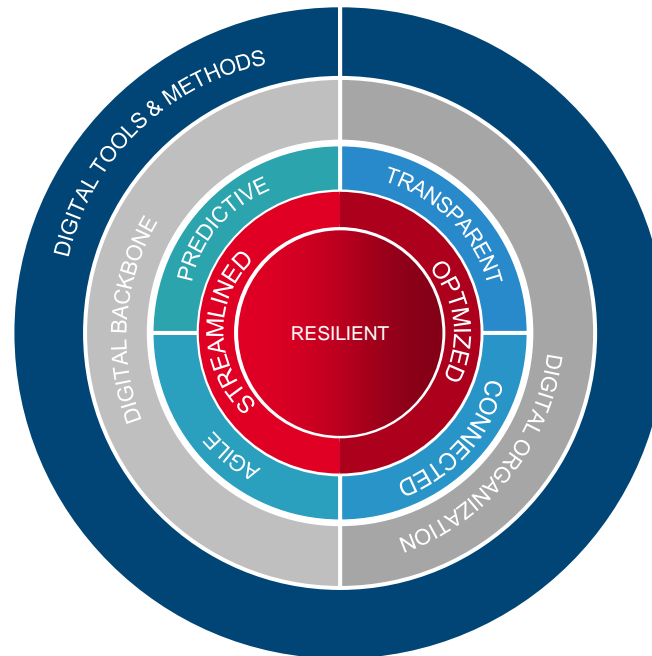 DIGITAL TOOLS & METHODS
DIGITAL BACKBONE
DIGITAL ORGANIZATION
PREDICTIVE
TRANSPARENT
AGILE
CONNECTED
STREAMLINED
OPTMIZED
RESILIENT